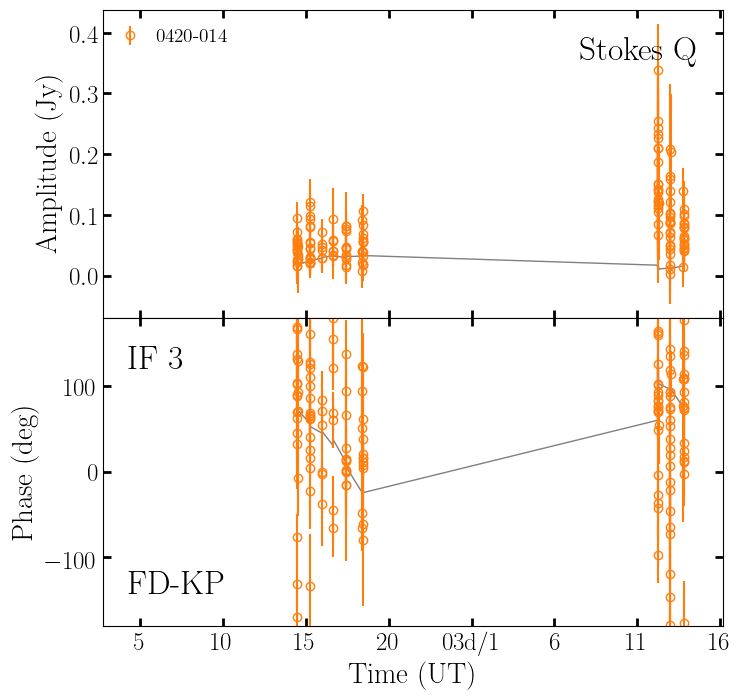 0420-014
Stokes Q
Amplitude (Jy)
0.4
0.3
0.2
0.1
0.0
IF 3
FD-KP
Phase (deg)
100
0
−100
5 10 15 20 03d/1 6 11 16
Time (UT)